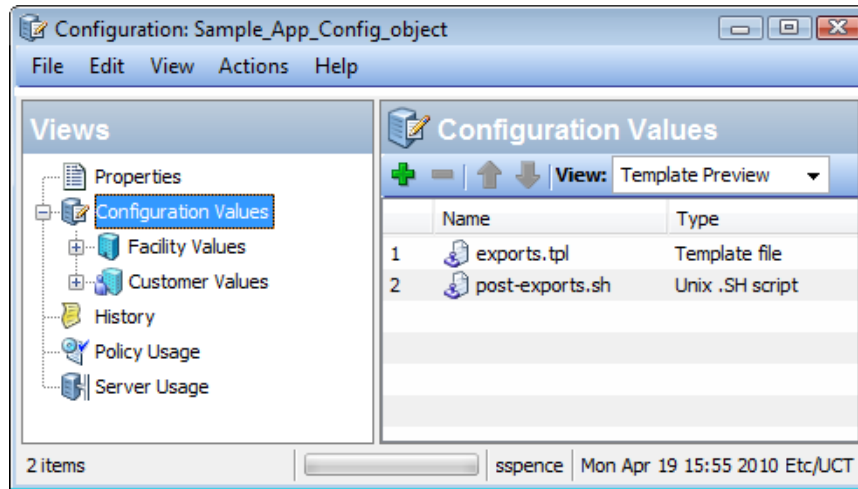 Configuration: Sample_App_Config_object
File Edit View Actions Help
Views
Properties
Configuration Values
Facility Values
Customer Values
History
Policy Usage
Server Usage
Configuration Values
View: Template Preview
Name Type
1 exports.tpl Template file
2 post-exports.sh Unix .SH script
2 items sspence Mon Apr 19 15:55 2010 Etc/UCT